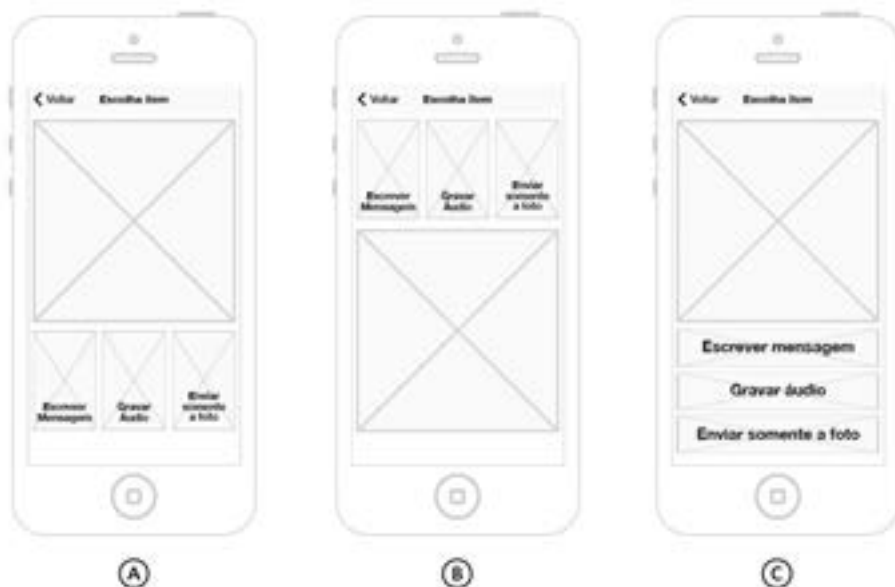 Voltar Escolha item
Escrever
Mensagem
Gravar
Áudio
Enviar
somente
a foto
A
Voltar Escolha item
Escrever
Mensagem
Gravar
Áudio
Enviar
somente
a foto
B
Voltar Escolha item
Escrever mensagem
Gravar áudio
Enviar somente a foto
C